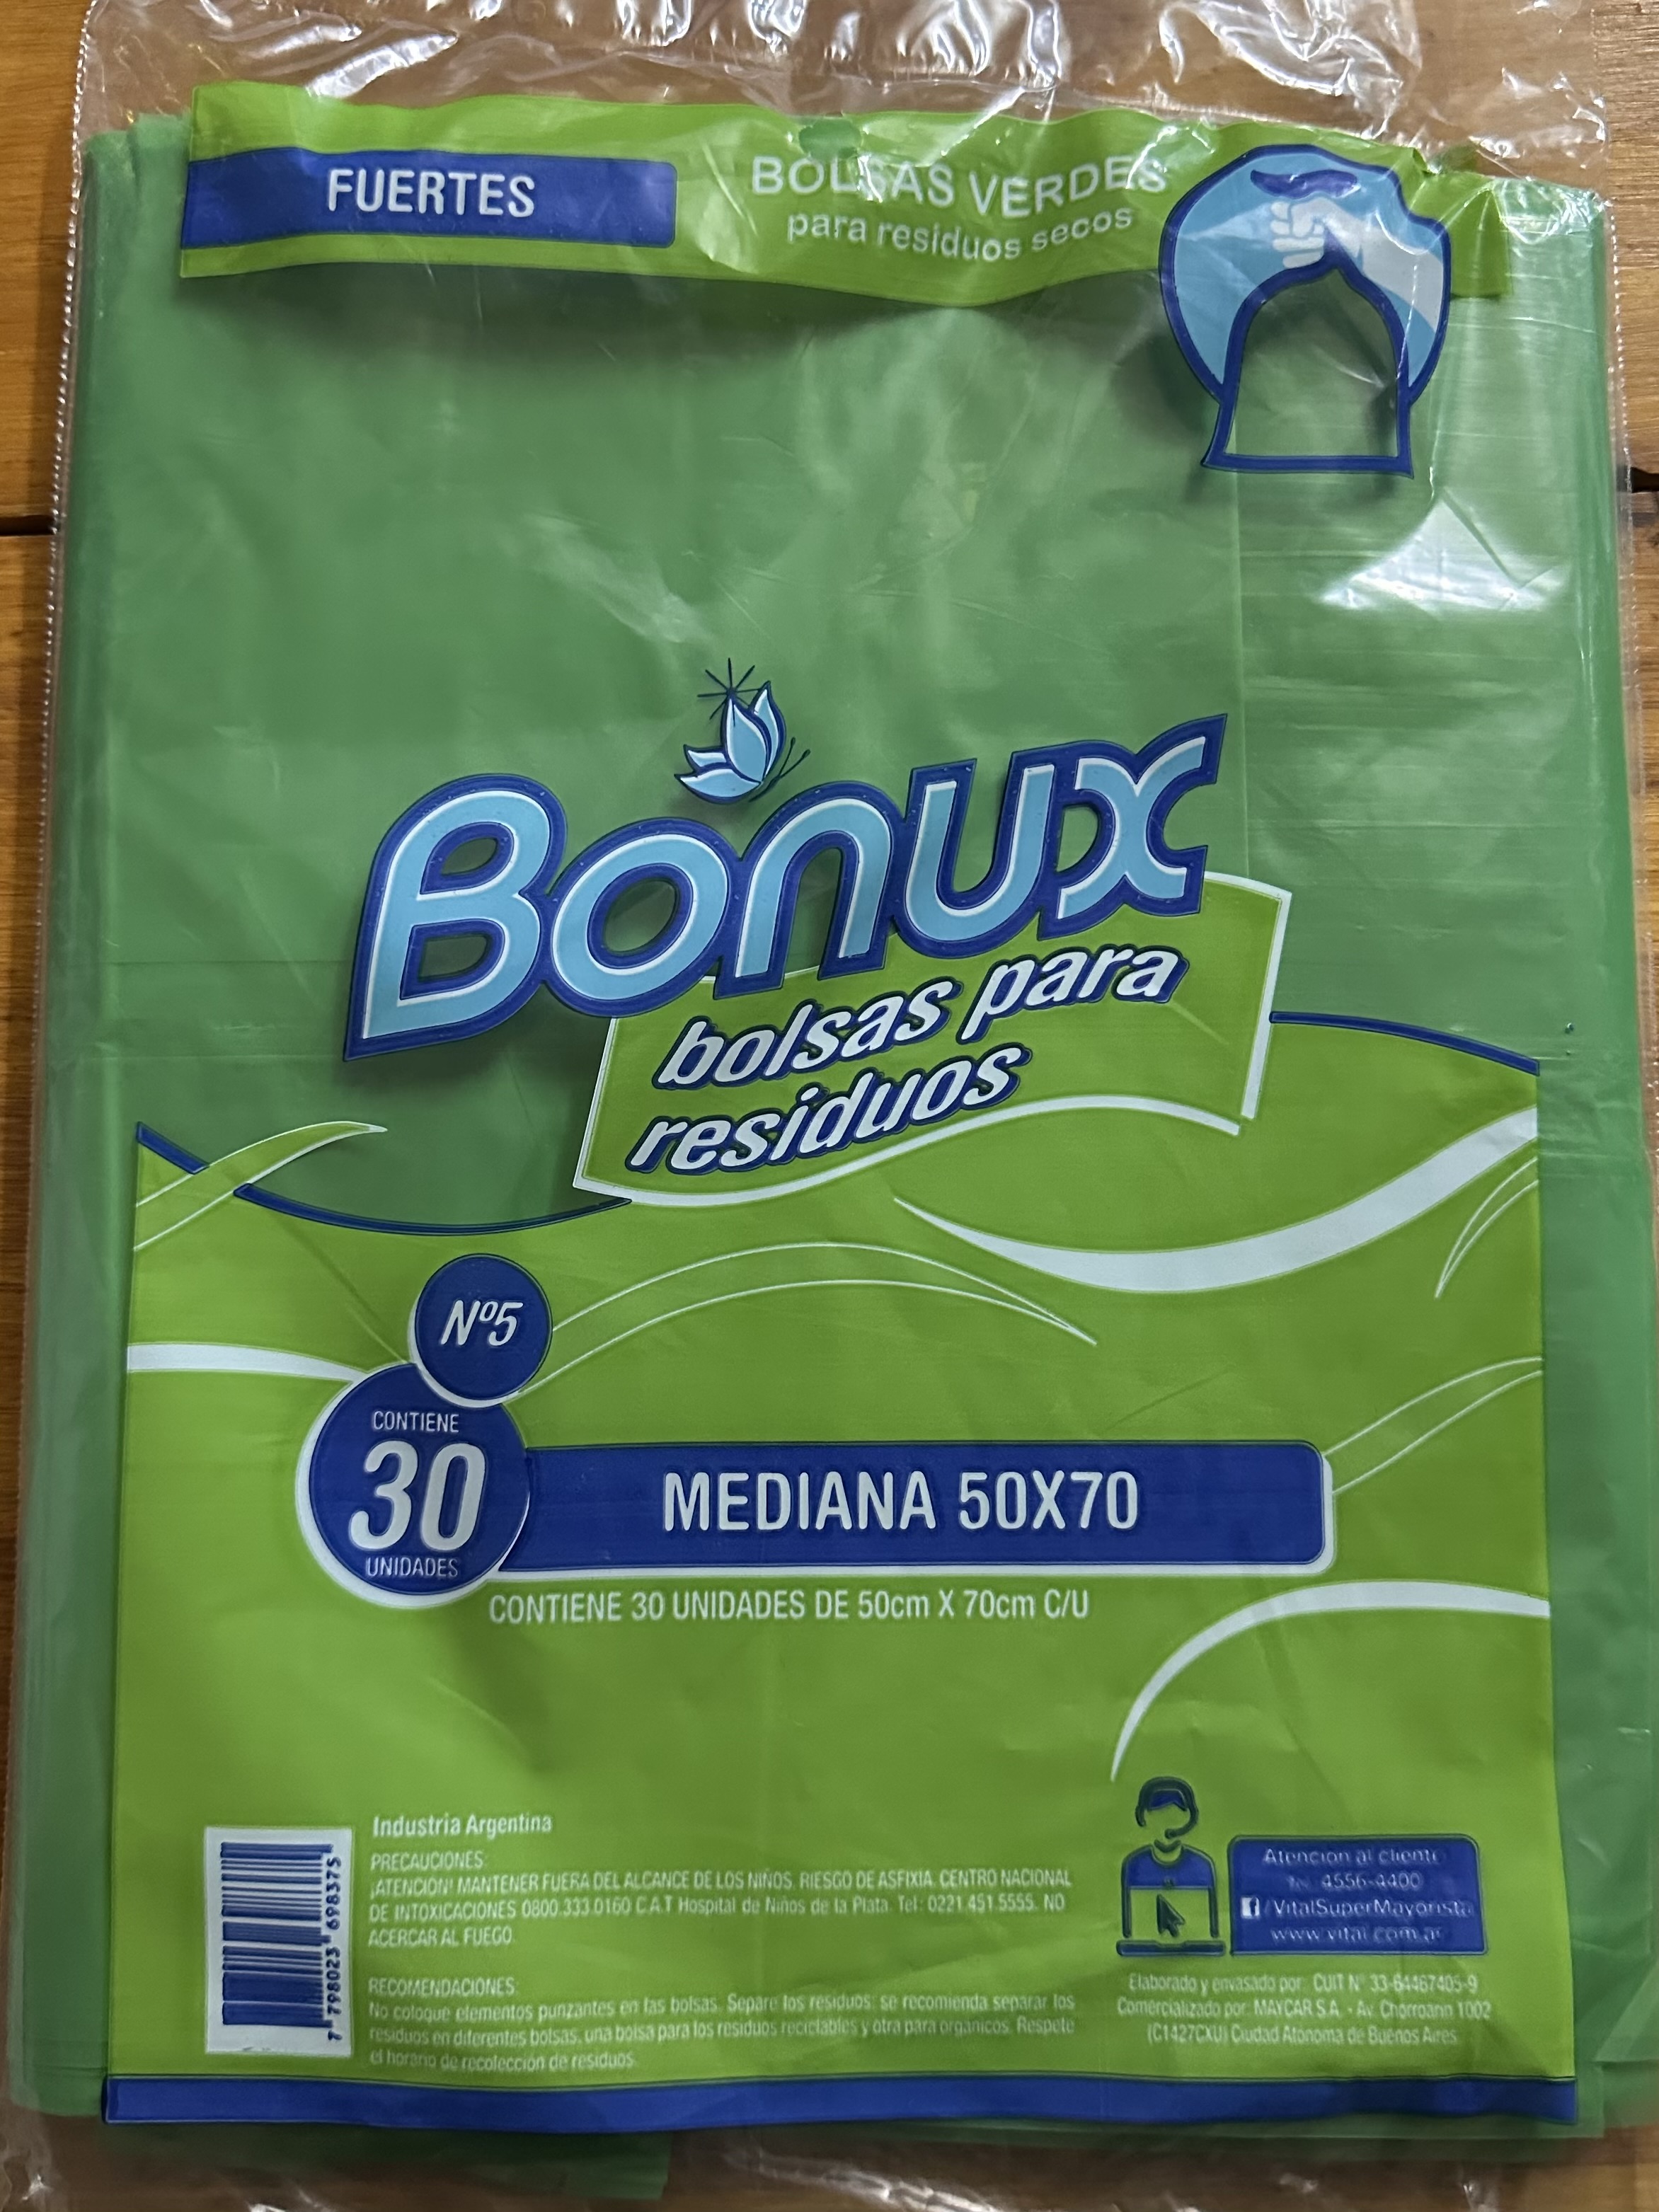 FUERTES
BOLSAS VERDES
para residuos secos
Bonux
bolsas para
residuos
Nº5
CONTIENE
30
UNIDADES
MEDIANA 50X70
CONTIENE 30 UNIDADES DE 50cm X 70cm C/U
Industria Argentina
PRECAUCIONES:
¡ATENCION! MANTENER FUERA DEL ALCANCE DE LOS NIÑOS. RIESGO DE ASFIXIA. CENTRO NACIONAL
DE INTOXICACIONES 0800.333.0160 C.A.T Hospital de Niños de la Plata. Tel: 0221.451.5555. NO
ACERCAR AL FUEGO.
RECOMENDACIONES:
No coloque elementos punzantes en las bolsas. Separe los residuos: se recomienda separar los
residuos en diferentes bolsas, una bolsa para los residuos reciclables y otra para organicos. Respete
el horario de recolección de residuos.
7 798023 698375
Atención al cliente
4556-4400
f /VitalSuperMayorista
www.vital.com.ar
Elaborado y envasado por: CUIT Nº 33-64467405-9
Comercializado por: MAYCAR S.A. - Av. Chorroarin 1002
(C1427CXU) Ciudad Atónoma de Buenos Aires